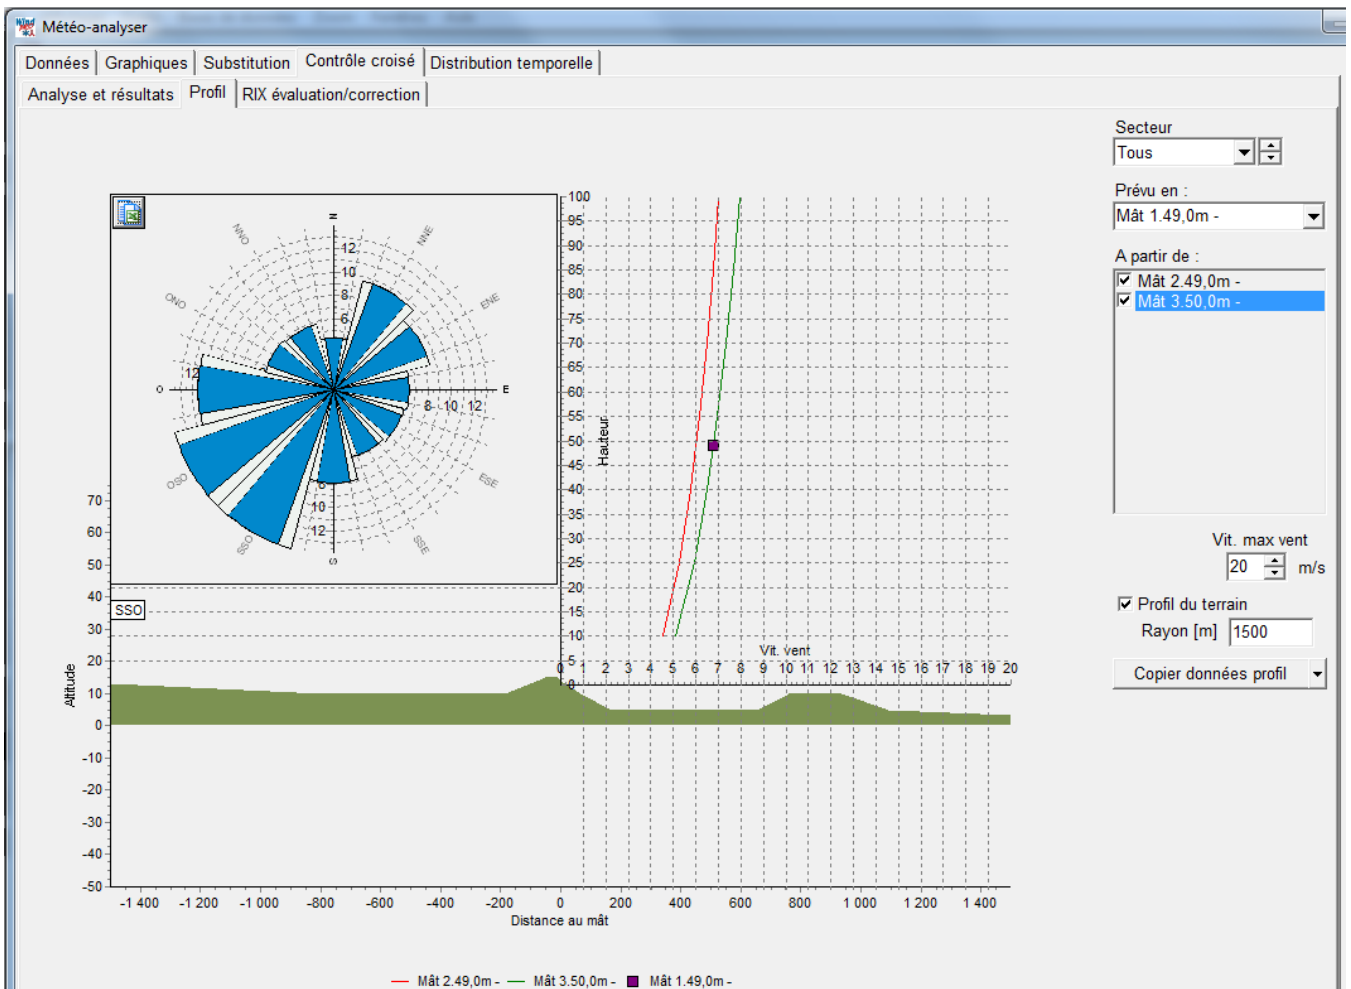 Météo-analyser
Données Graphiques Substitution Contrôle croisé Distribution temporelle
Analyse et résultats Profil RIX évaluation/correction
Secteur
Tous
Prévu en :
Mât 1.49,0m -
A partir de :
Mât 2.49,0m -
Mât 3.50,0m -
Vit. max vent
20 m/s
Profil du terrain
Rayon [m] 1500
Copier données profil
N
NNE
ENE
E
ESE
SSE
S
SSO
OSO
O
ONO
NNO
12
10
8
6
12
8 10 12
8
10
12
100
95
90
85
80
75
70
65
60
55
50
45
40
35
30
25
20
15
10
5
0
Hauteur
Vit. vent
0 1 2 3 4 5 6 7 8 9 10 11 12 13 14 15 16 17 18 19 20
SSO
70
60
50
40
30
20
10
0
-10
-20
-30
-40
-50
Altitude
-1 400 -1 200 -1 000 -800 -600 -400 -200 0 200 400 600 800 1 000 1 200 1 400
Distance au mât
Mât 2.49,0m - Mât 3.50,0m - Mât 1.49,0m -